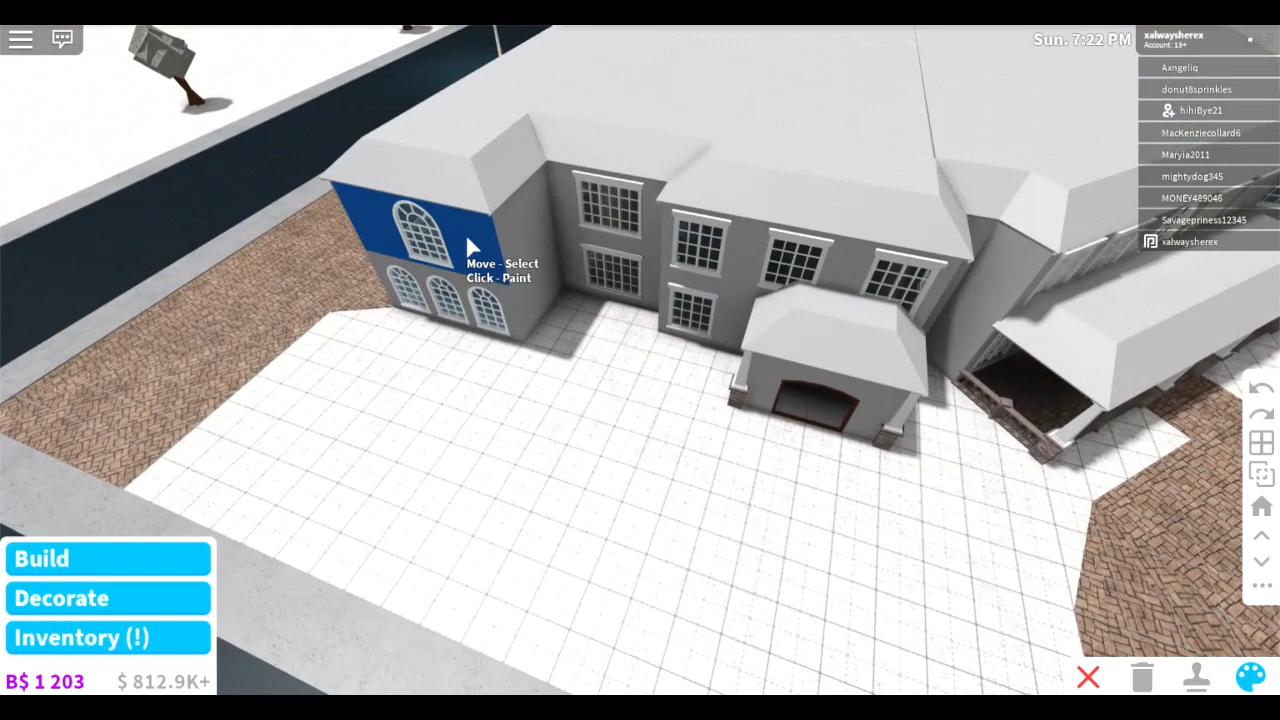 Sun. 7:22 PM
xalwaysherex
Account: 13+
Axngeliq
donut8sprinkles
hihiBye21
MacKenziecollard6
Maryia2011
mightydog345
MONEY489046
Savagepriness12345
xalwaysherex
Move - Select
Click - Paint
Build
Decorate
Inventory (!)
B$ 1 203 $ 812.9K+